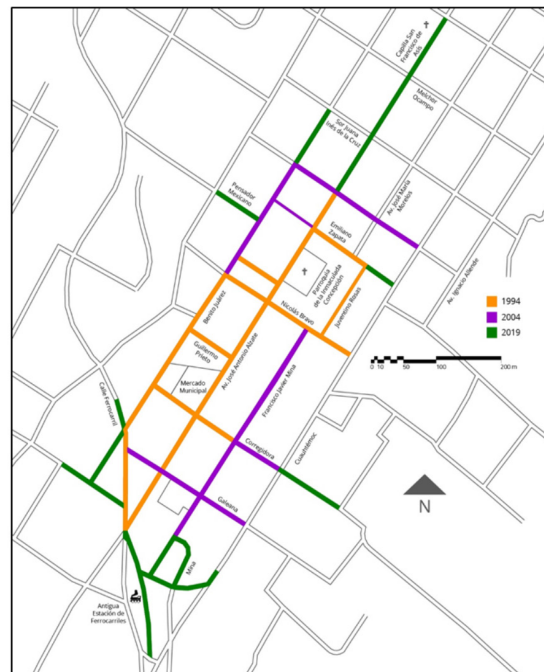 Capilla San
Francisco de
Asís
Melchor
Ocampo
Sor Juana
Inés de la Cruz
Pensador
Mexicano
Av. José María
Morelos
Emiliano
Zapata
Av. Ignacio Allende
Parroquia
de la Inmaculada
Concepción
Juventino Rosas
Benito Juárez
Nicolás Bravo
1994
2004
2019
Guillermo
Prieto
Av. José Antonio Alzate
Mercado
Municipal
Francisco Javier Mina
0 10 50 100 200 m
Calle Ferrocarril
Corregidora
Cuauhtémoc
Galeana
N
Mina
Antigua
Estación de
Ferrocarriles